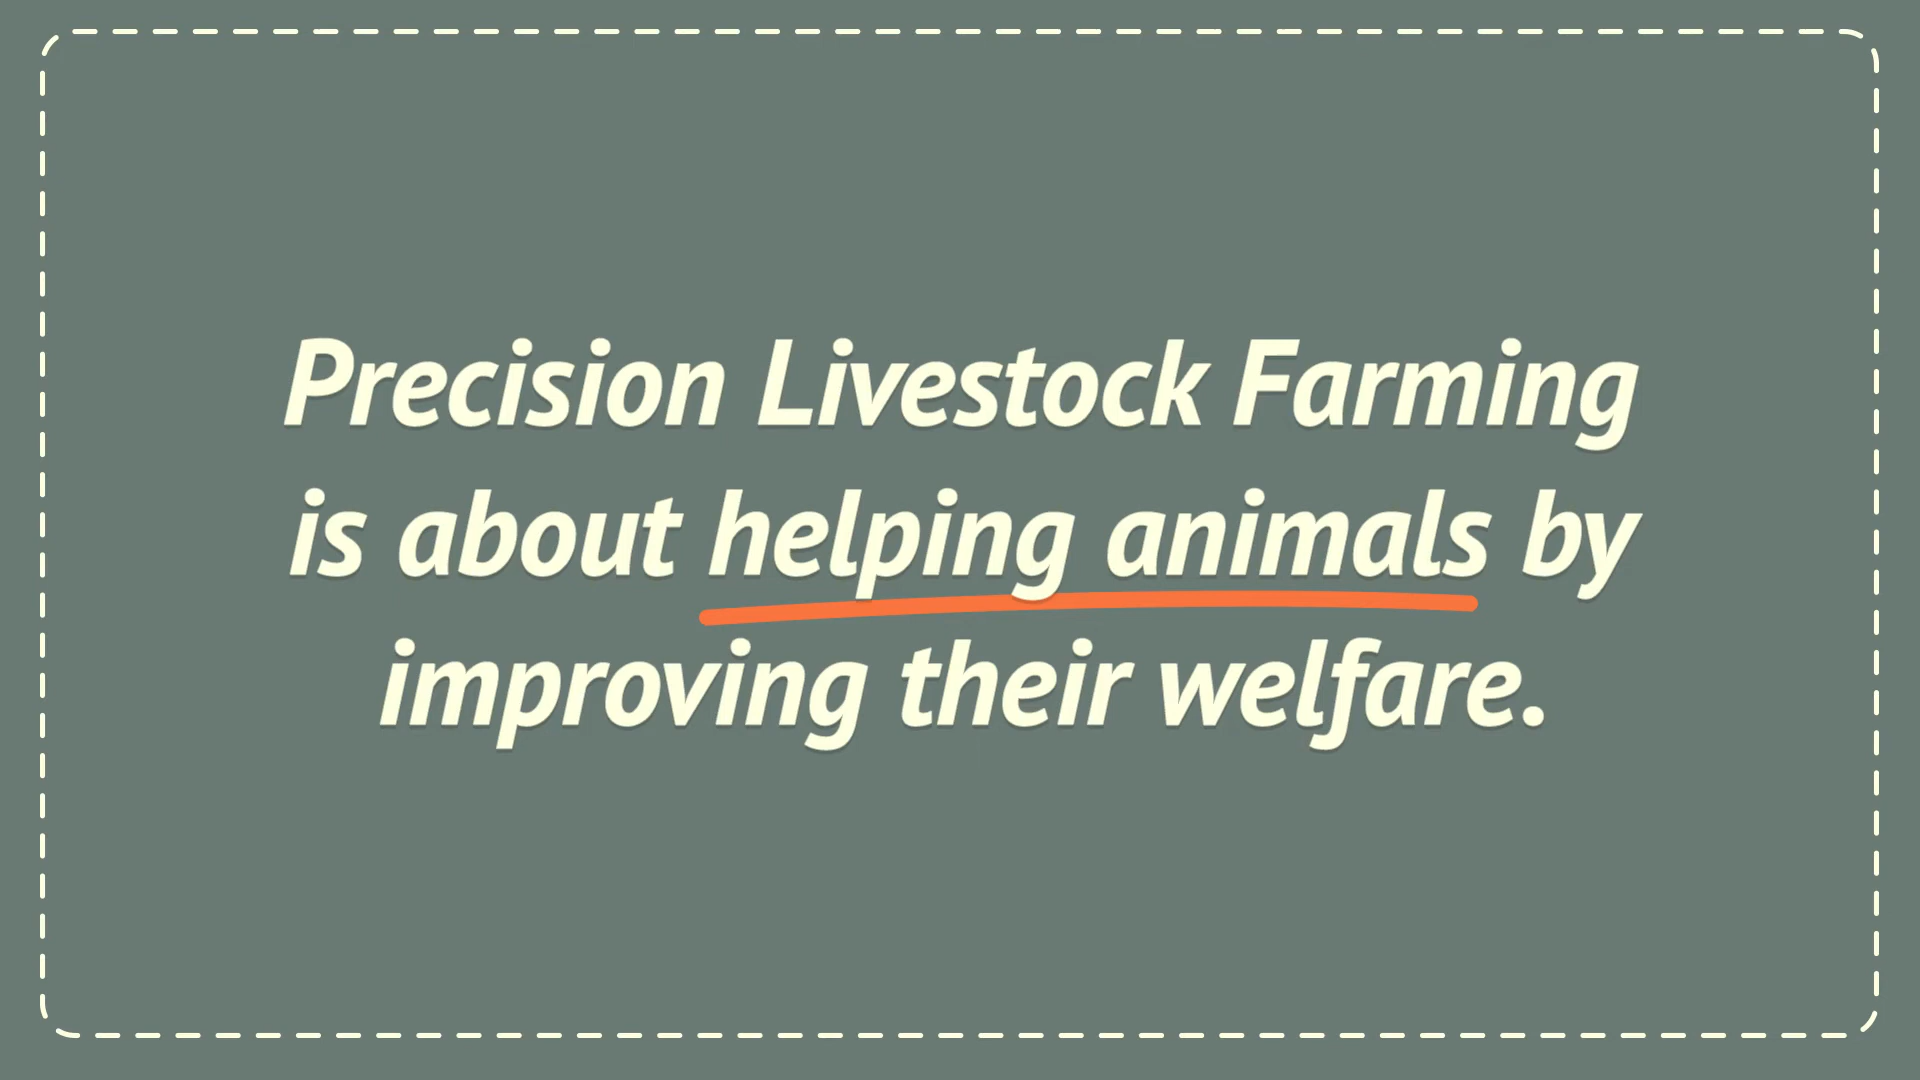 Precision Livestock Farming
is about helping animals by
improving their welfare.